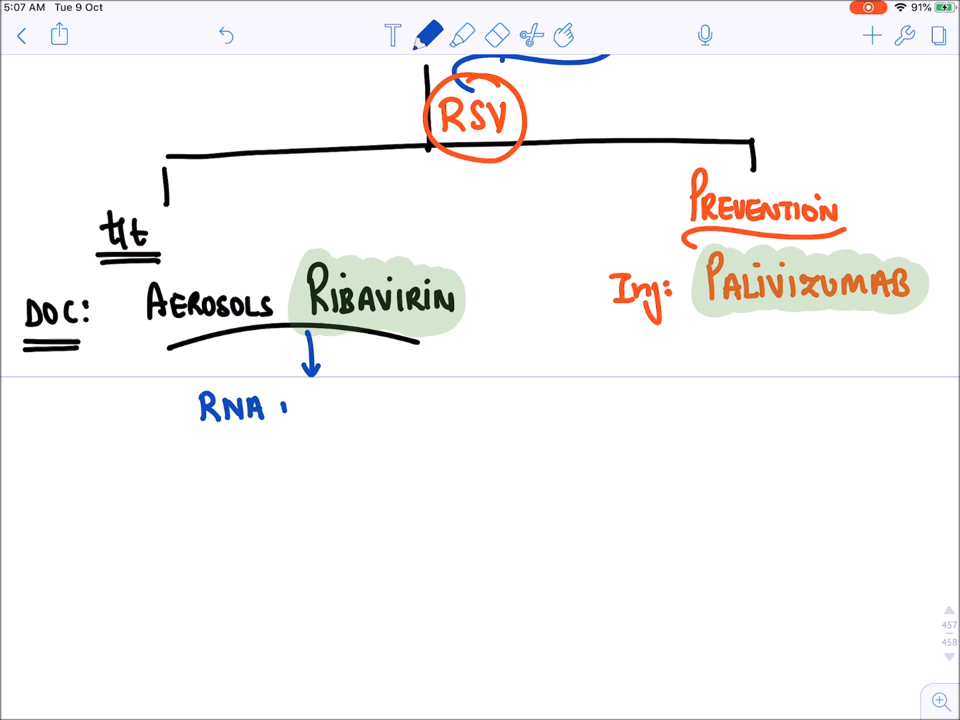 5:07 AM Tue 9 Oct
91%
T
RSV
t/t
PREVENTION
DOC: AEROSOLS RIBAVIRIN
Inj: PALIVIZUMAB
RNA
457
458